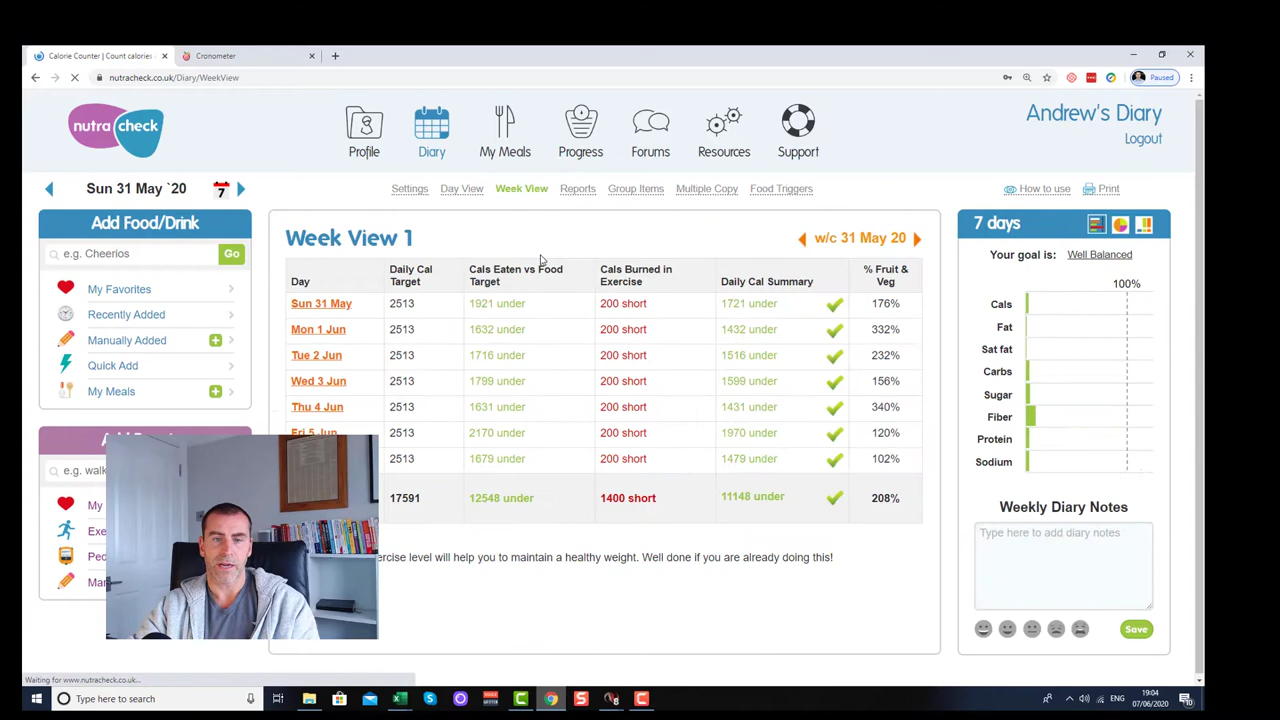 Calorie Counter | Count calories
Cronometer
nutracheck.co.uk/Diary/WeekView
Paused
nutra check
Profile
Diary
My Meals
Progress
Forums
Resources
Support
Andrew's Diary
Logout
Sun 31 May `20
7
Settings
Day View
Week View
Reports
Group Items
Multiple Copy
Food Triggers
How to use
Print
Add Food/Drink
e.g. Cheerios
Go
My Favorites
Recently Added
Manually Added
Quick Add
My Meals
e.g. walk
My
Exe
Ped
Man
Week View 1
w/c 31 May 20
Day
Daily Cal Target
Cals Eaten vs Food Target
Cals Burned in Exercise
Daily Cal Summary
% Fruit & Veg
Sun 31 May 2513 1921 under 200 short 1721 under 176%
Mon 1 Jun 2513 1632 under 200 short 1432 under 332%
Tue 2 Jun 2513 1716 under 200 short 1516 under 232%
Wed 3 Jun 2513 1799 under 200 short 1599 under 156%
Thu 4 Jun 2513 1631 under 200 short 1431 under 340%
Fri 5 Jun 2513 2170 under 200 short 1970 under 120%
2513 1679 under 200 short 1479 under 102%
17591 12548 under 1400 short 11148 under 208%
ercise level will help you to maintain a healthy weight. Well done if you are already doing this!
7 days
Your goal is: Well Balanced
100%
Cals
Fat
Sat fat
Carbs
Sugar
Fiber
Protein
Sodium
Weekly Diary Notes
Type here to add diary notes
Save
Waiting for www.nutracheck.co.uk...
Type here to search
ENG
19:04
07/06/2020